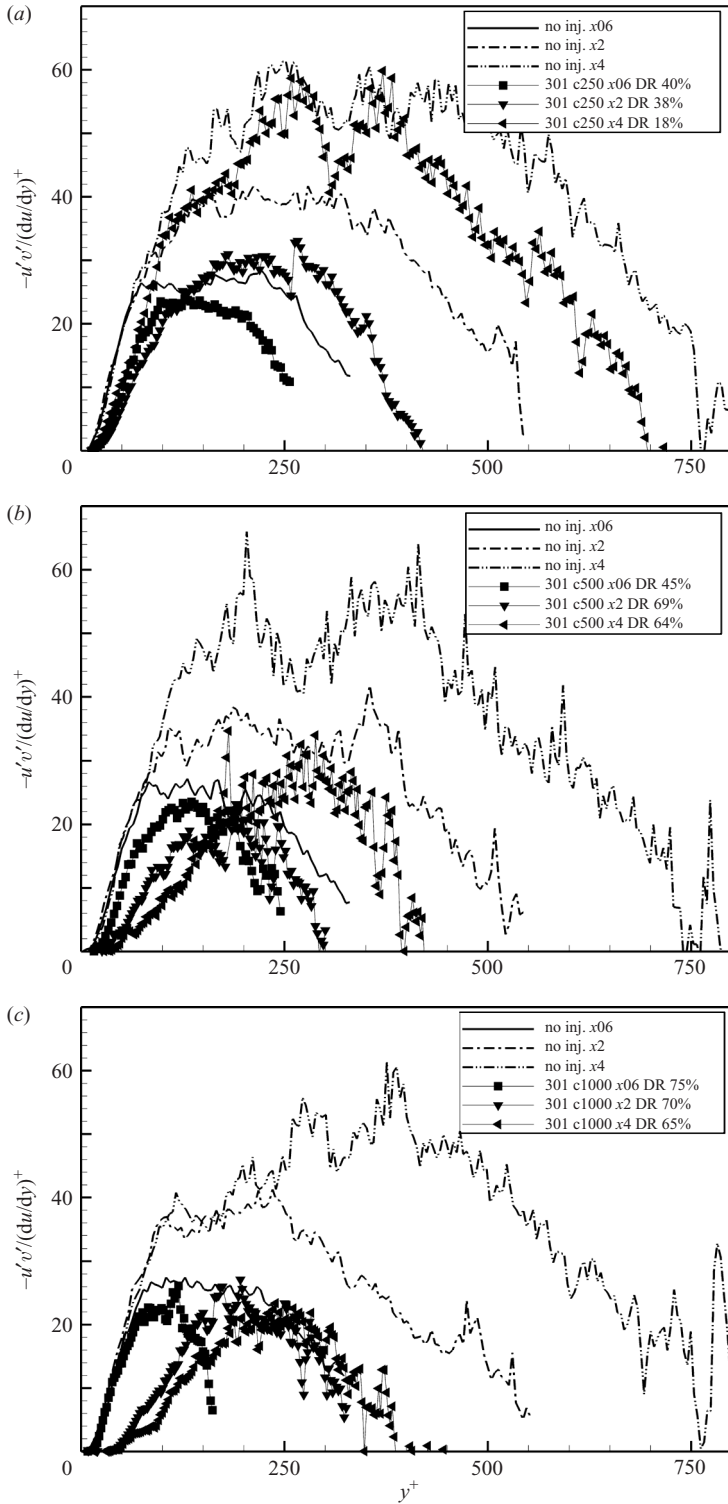 (a)
60
40
20
0
−u′v′/(du/dy)+
no inj. x06
no inj. x2
no inj. x4
301 c250 x06 DR 40%
301 c250 x2 DR 38%
301 c250 x4 DR 18%
250
500
750
(b)
60
40
20
0
−u′v′/(du/dy)+
no inj. x06
no inj. x2
no inj. x4
301 c500 x06 DR 45%
301 c500 x2 DR 69%
301 c500 x4 DR 64%
250
500
750
(c)
60
40
20
0
−u′v′/(du/dy)+
no inj. x06
no inj. x2
no inj. x4
301 c1000 x06 DR 75%
301 c1000 x2 DR 70%
301 c1000 x4 DR 65%
250
500
750
y+